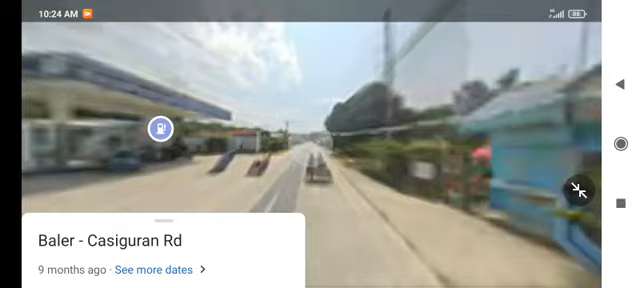 10:24 AM
Baler - Casiguran Rd
9 months ago · See more dates